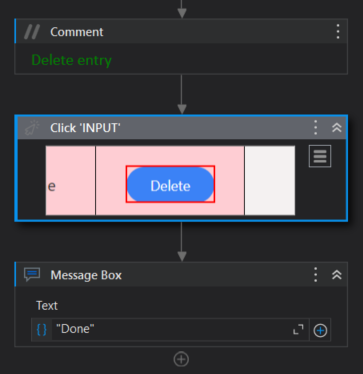 // Comment
Delete entry
Click 'INPUT'
e
Delete
Message Box
Text
"Done"